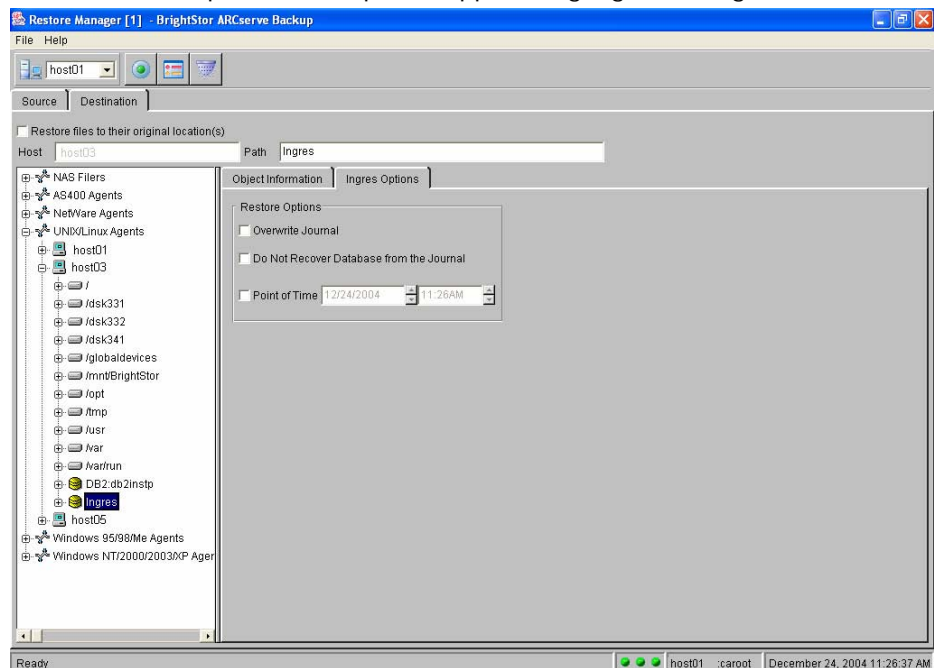 Restore Manager [1] - BrightStor ARCserve Backup
File Help
host01
Source Destination
Restore files to their original location(s)
Host host03 Path Ingres
NAS Filers
AS400 Agents
NetWare Agents
UNIX/Linux Agents
host01
host03
/
/dsk331
/dsk332
/dsk341
/globaldevices
/mnt/BrightStor
/opt
/tmp
/usr
/var
/var/run
DB2:db2instp
Ingres
host05
Windows 95/98/Me Agents
Windows NT/2000/2003/XP Ager
Object Information Ingres Options
Restore Options
Overwrite Journal
Do Not Recover Database from the Journal
Point of Time 12/24/2004 11:26AM
Ready host01 :caroot December 24, 2004 11:26:37 AM